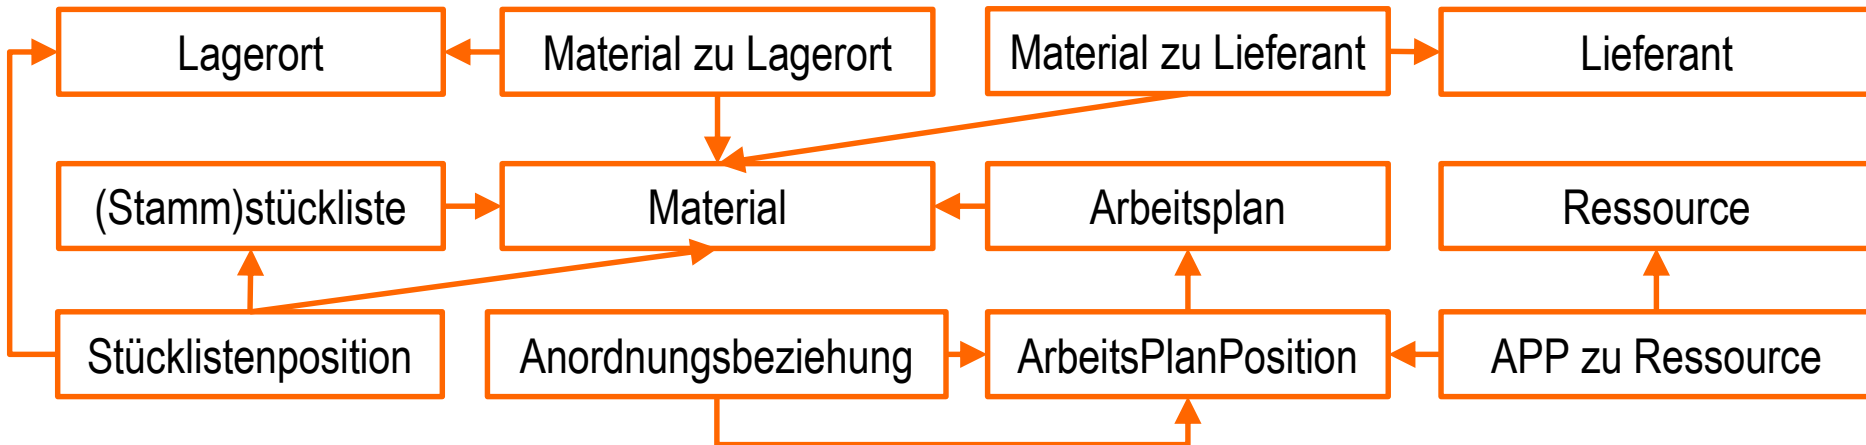 Lagerort
Material zu Lagerort
Material zu Lieferant
Lieferant
(Stamm)stückliste
Material
Arbeitsplan
Ressource
Stücklistenposition
Anordnungsbeziehung
ArbeitsPlanPosition
APP zu Ressource